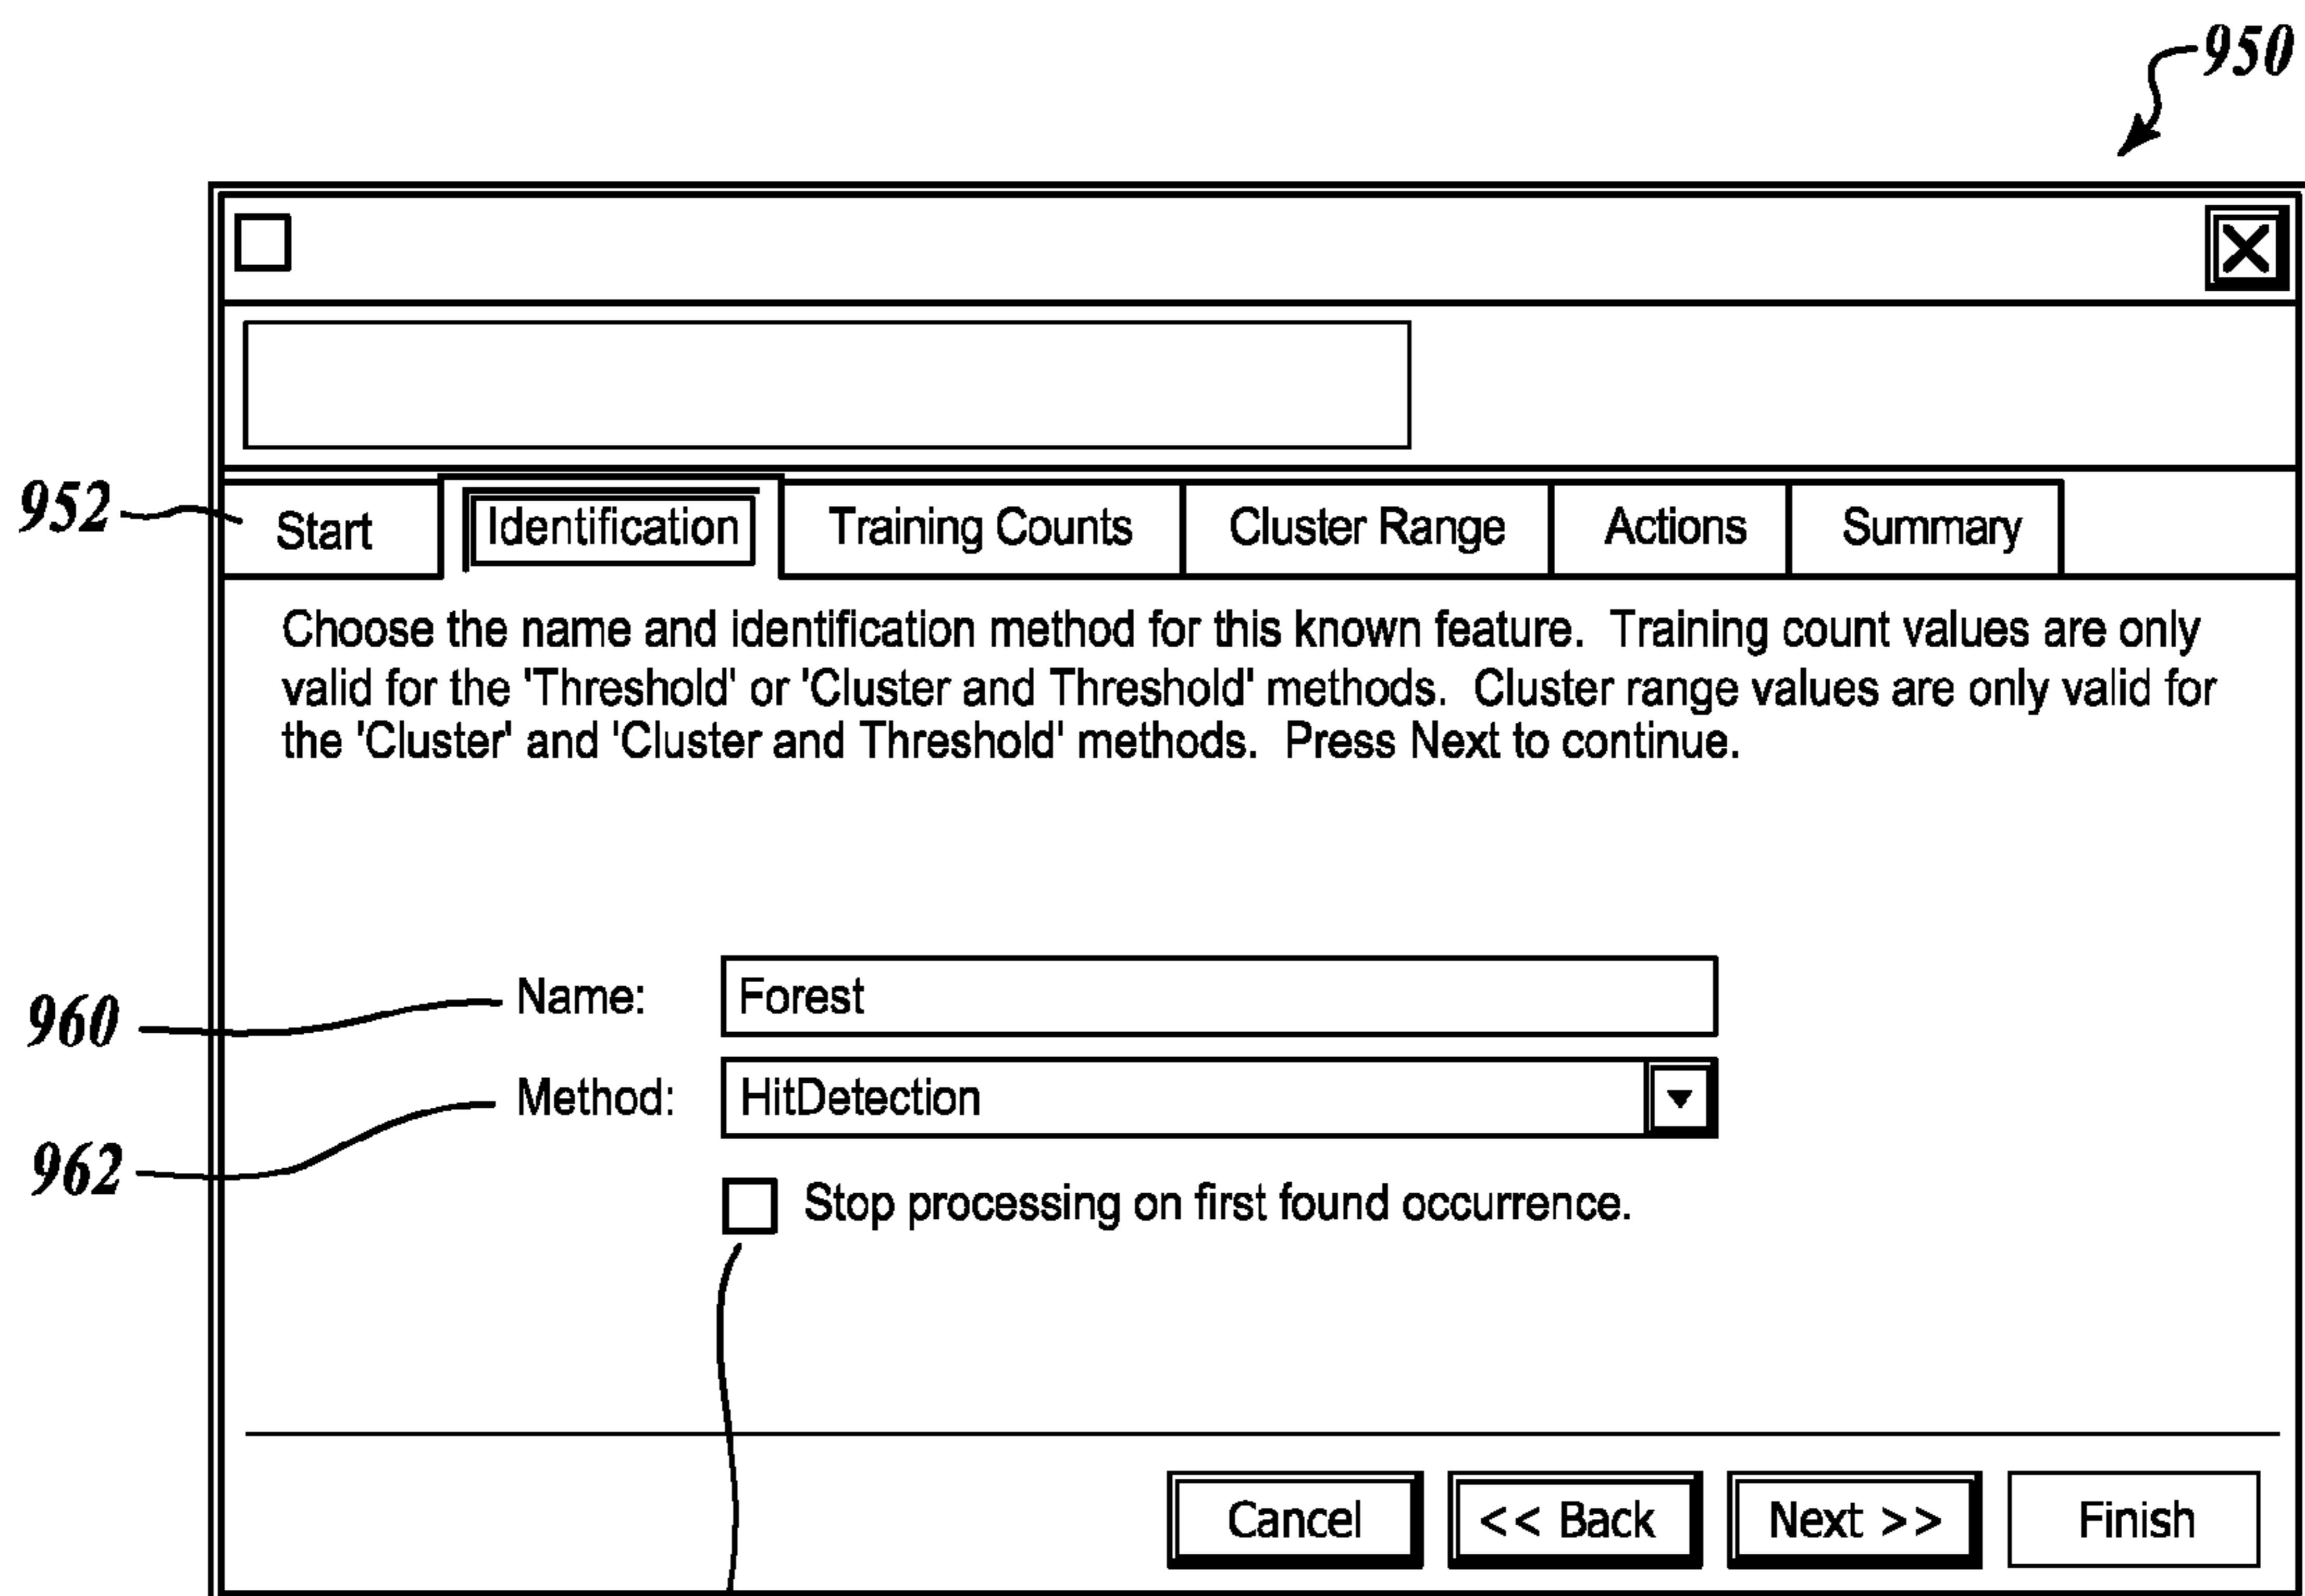 950
952
Start Identification Training Counts Cluster Range Actions Summary
Choose the name and identification method for this known feature. Training count values are only
valid for the 'Threshold' or 'Cluster and Threshold' methods. Cluster range values are only valid for
the 'Cluster' and 'Cluster and Threshold' methods. Press Next to continue.
960
Name: Forest
962
Method: HitDetection
Stop processing on first found occurrence.
Cancel << Back Next >> Finish